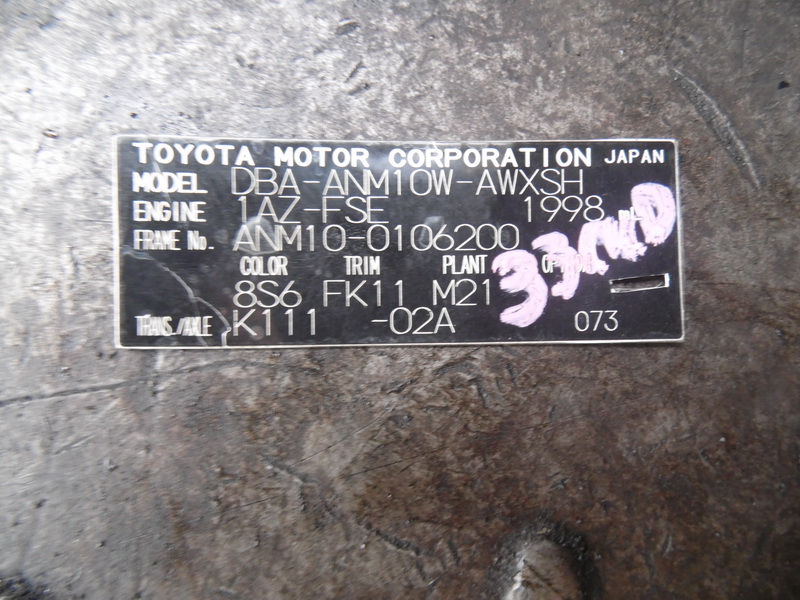 TOYOTA MOTOR CORPORATION JAPAN
MODEL DBA-ANM10W-AWXSH
ENGINE 1AZ-FSE 1998 mL
FRAME No. ANM10-0106200
COLOR TRIM PLANT
8S6 FK11 M21
TRANS./AXLE K111 -02A 073